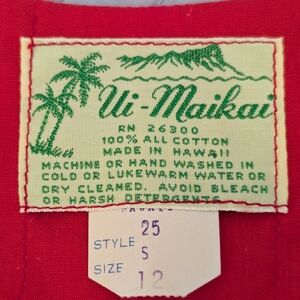 Ui-Maikai
RN 26300
100% ALL COTTON
MADE IN HAWAII
MACHINE OR HAND WASHED IN
COLD OR LUKEWARM WATER OR
DRY CLEANED. AVOID BLEACH
OR HARSH DETERGENTS
25
STYLE S
SIZE 12